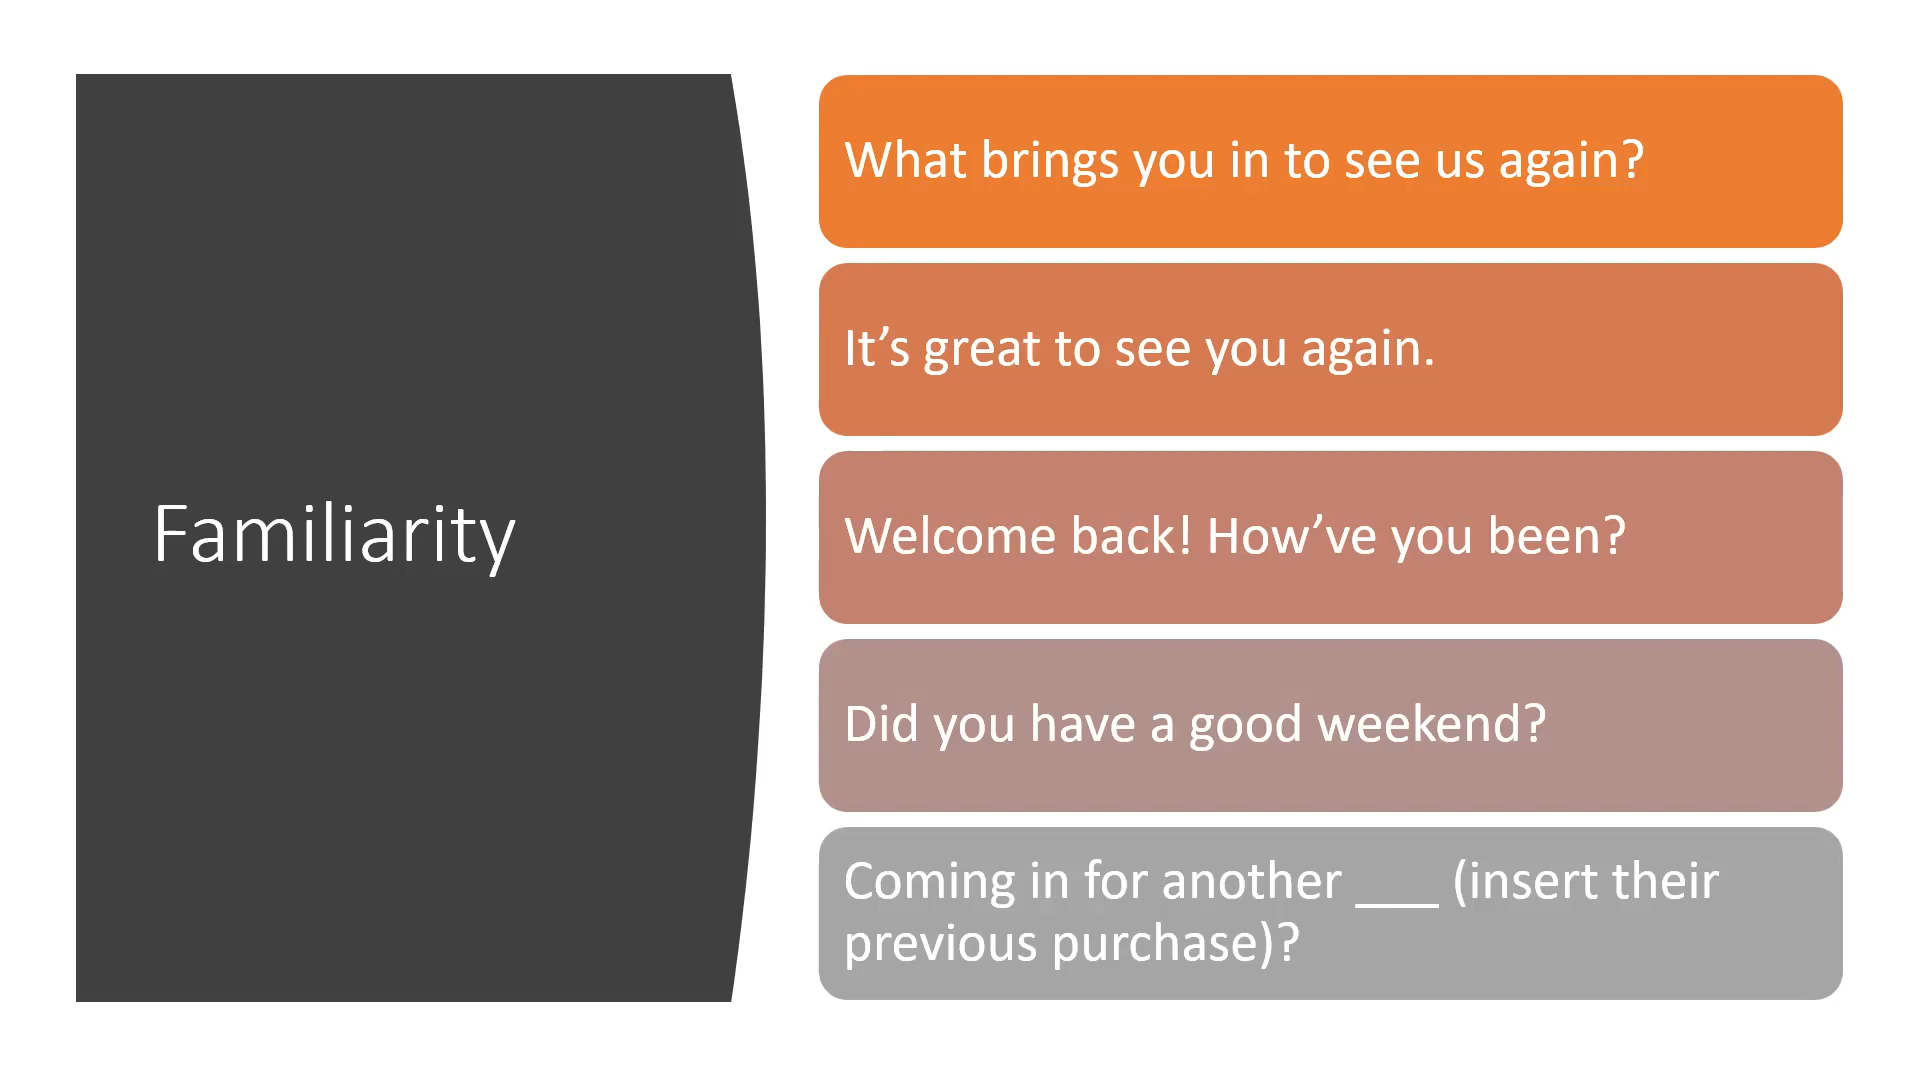 Familiarity
What brings you in to see us again?
It’s great to see you again.
Welcome back! How’ve you been?
Did you have a good weekend?
Coming in for another ___ (insert their
previous purchase)?